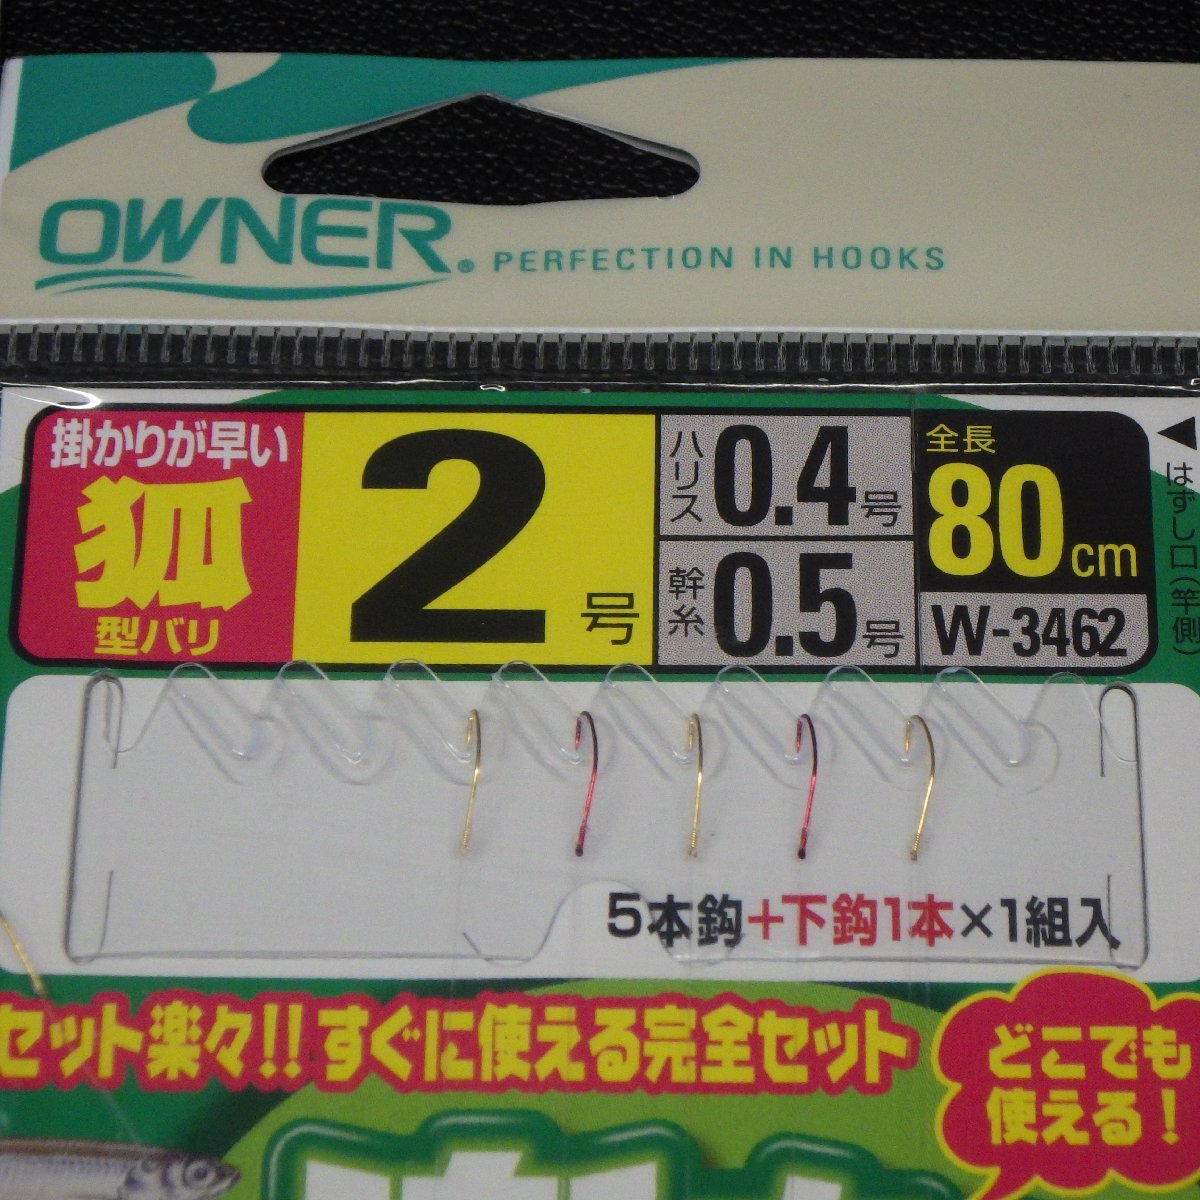 OWNER® PERFECTION IN HOOKS
掛かりが早い
狐
型バリ
2号
ハリス 0.4号
幹糸 0.5号
全長
80cm
W-3462
◀はずし口(竿側)
5本鈎+下鈎1本×1組入
セット楽々!!すぐに使える完全セット
どこでも
使える!